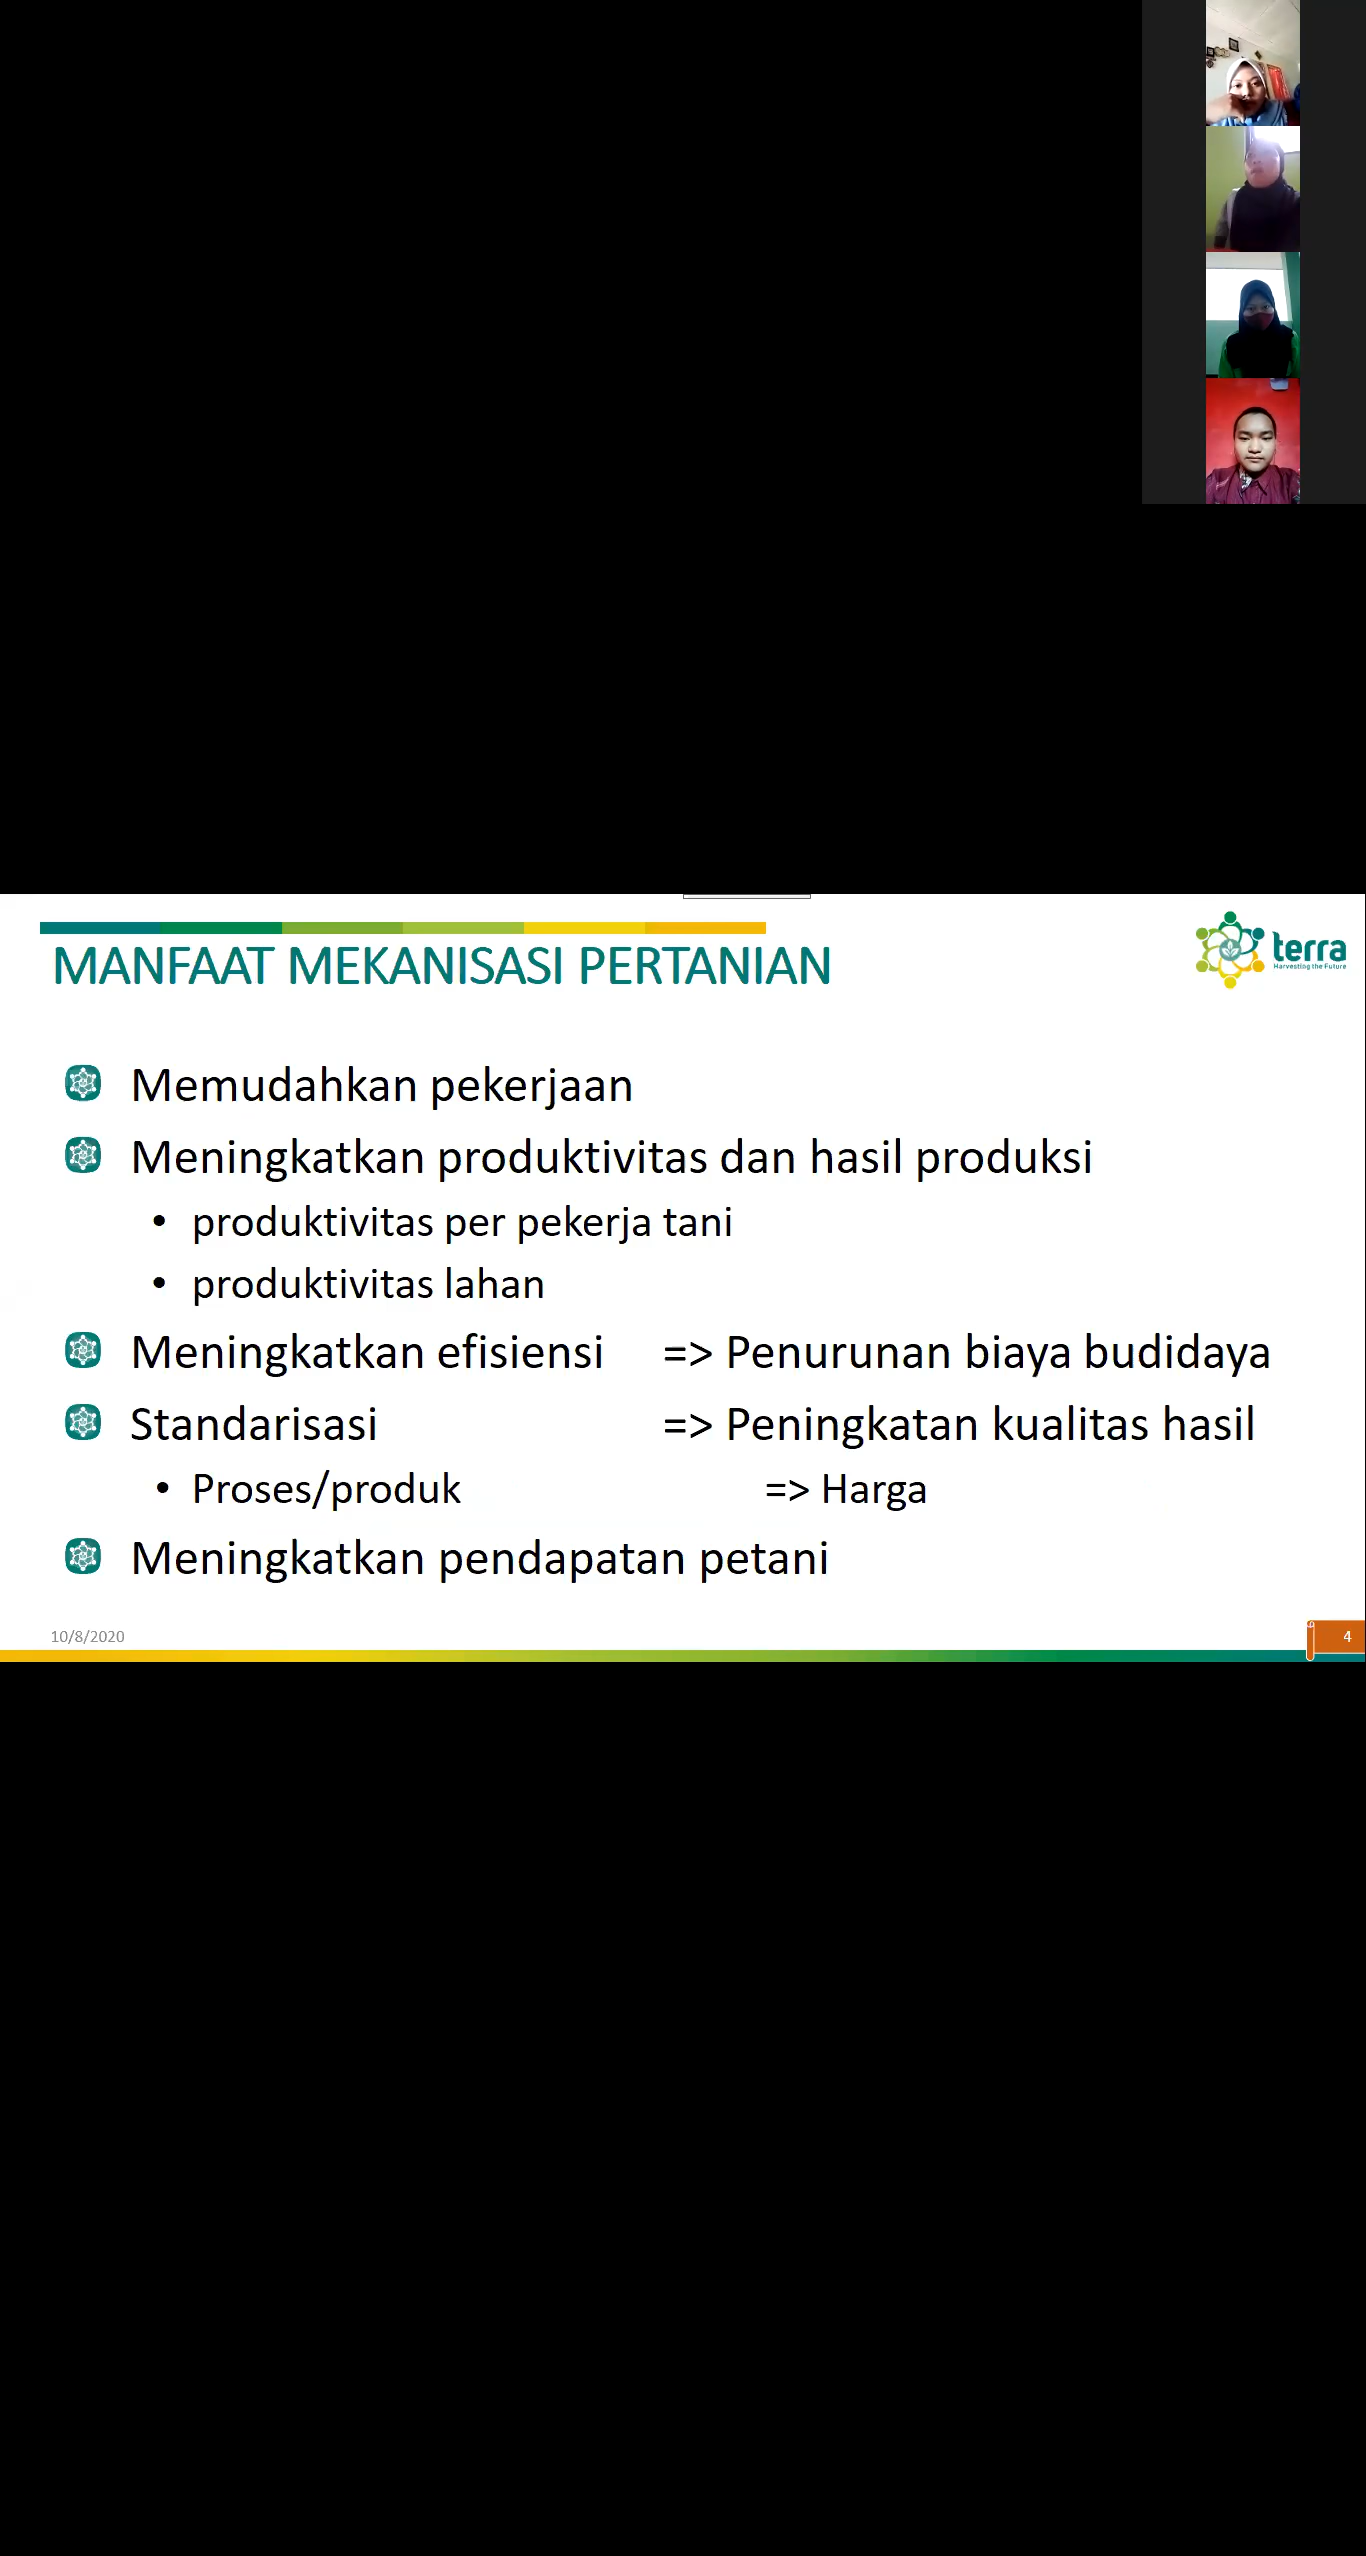 MANFAAT MEKANISASI PERTANIAN
terra
Harvesting the Future
Memudahkan pekerjaan
Meningkatkan produktivitas dan hasil produksi
• produktivitas per pekerja tani
• produktivitas lahan
Meningkatkan efisiensi => Penurunan biaya budidaya
Standarisasi => Peningkatan kualitas hasil
• Proses/produk => Harga
Meningkatkan pendapatan petani
10/8/2020
4